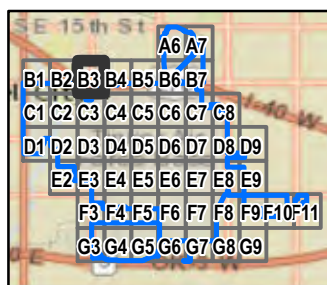 SE 15th St
A6 A7
B1 B2 B3 B4 B5 B6 B7
I-40 W
C1 C2 C3 C4 C5 C6 C7 C8
D1 D2 D3 D4 D5 D6 D7 D8 D9
E2 E3 E4 E5 E6 E7 E8 E9
F3 F4 F5 F6 F7 F8 F9 F10 F11
G3 G4 G5 G6 G7 G8 G9